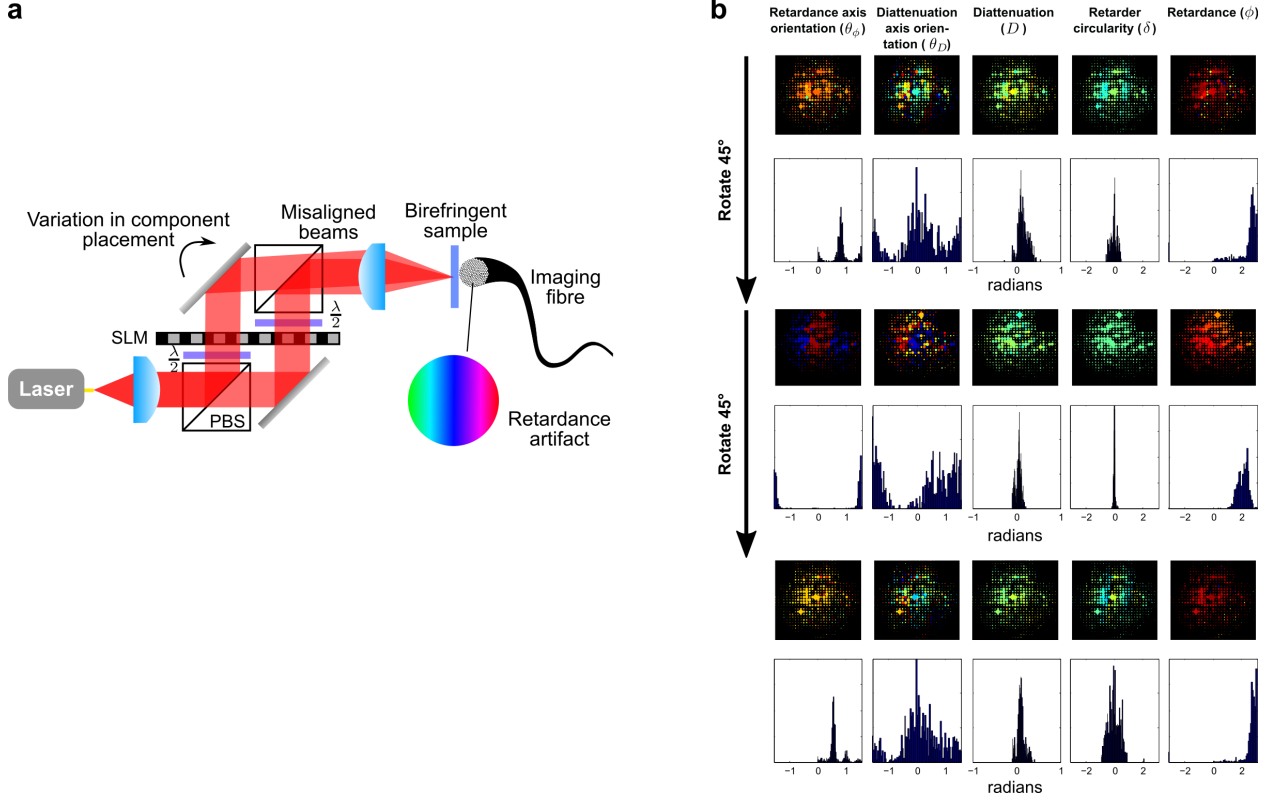 a
Variation in component
placement
Misaligned
beams
Birefringent
sample
Imaging
fibre
λ/2
SLM
λ/2
Laser
PBS
Retardance
artifact
b
Retardance axis
orientation (θ_ϕ)
Diattenuation
axis orien-
tation ( θ_D)
Diattenuation
(D )
Retarder
circularity (δ)
Retardance (ϕ)
Rotate 45°
−1 0 1
−1 0 1
−1 0 1
−2 0 2
−2 0 2
radians
Rotate 45°
−1 0 1
−1 0 1
−1 0 1
−2 0 2
−2 0 2
radians
−1 0 1
−1 0 1
−1 0 1
−2 0 2
−2 0 2
radians